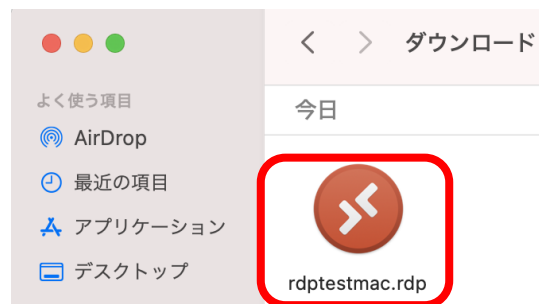 ダウンロード
よく使う項目
今日
AirDrop
最近の項目
アプリケーション
デスクトップ
rdptestmac.rdp